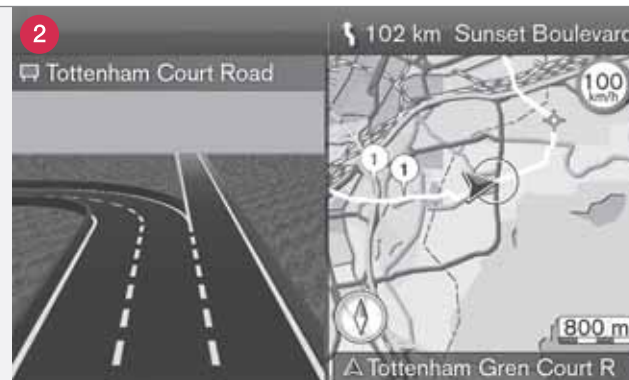 2
Tottenham Court Road
102 km Sunset Boulevard
100
km/h
1
1
800 m
Tottenham Gren Court R